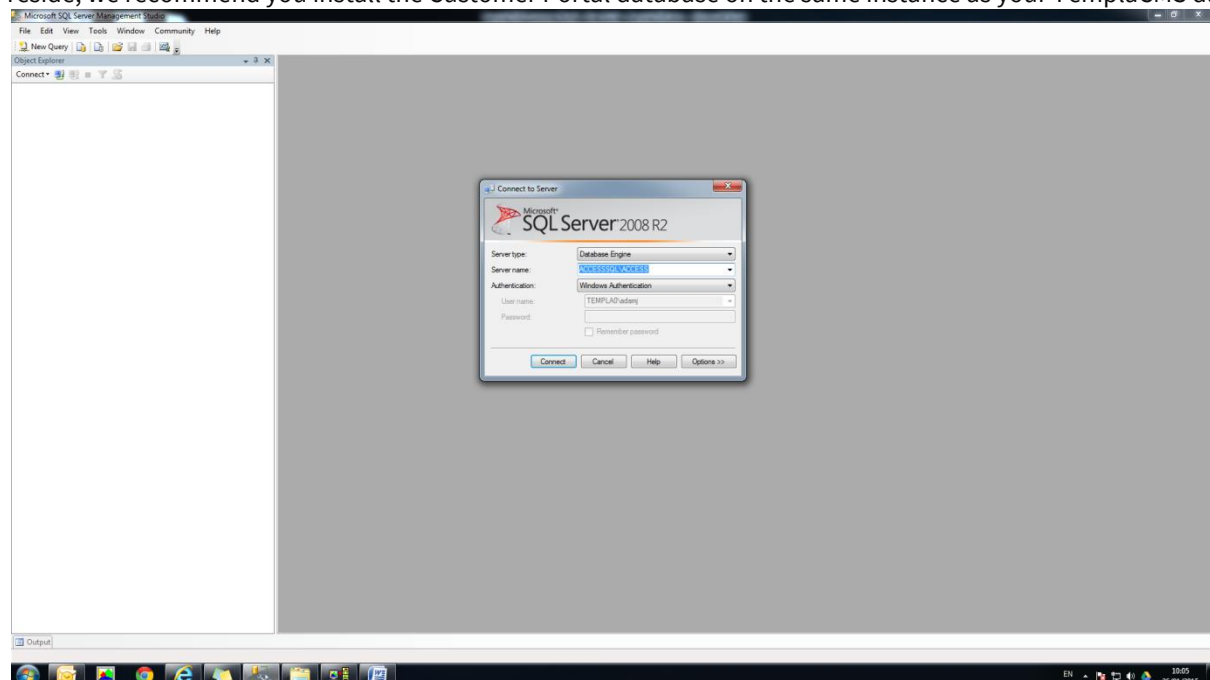 reside, we recommend you install the Customer Portal database on the same instance as your TemplaCMS
Microsoft SQL Server Management Studio
File Edit View Tools Window Community Help
New Query
Object Explorer
Connect
Connect to Server
Microsoft®
SQL Server® 2008 R2
Server type: Database Engine
Server name: ACCESSSQL\ACCESS
Authentication: Windows Authentication
User name: TEMPLA0\adamj
Password:
Remember password
Connect Cancel Help Options >>
Output
EN 10:05